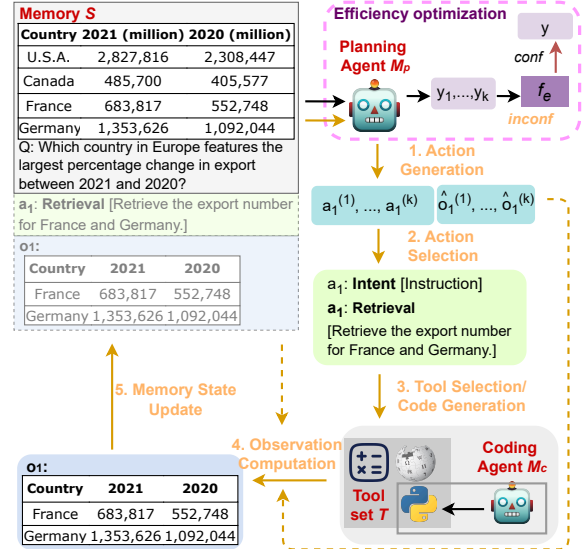 Memory S
Country 2021 (million) 2020 (million)
U.S.A. 2,827,816 2,308,447
Canada 485,700 405,577
France 683,817 552,748
Germany 1,353,626 1,092,044
Q: Which country in Europe features the
largest percentage change in export
between 2021 and 2020?
a₁: Retrieval [Retrieve the export number
for France and Germany.]
o₁:
Country 2021 2020
France 683,817 552,748
Germany 1,353,626 1,092,044
Efficiency optimization
Planning
Agent Mₚ
y₁,...,yₖ
fₑ
y
conf
inconf
1. Action
Generation
a₁⁽¹⁾, ..., a₁⁽ᵏ⁾
ô₁⁽¹⁾, ..., ô₁⁽ᵏ⁾
2. Action
Selection
a₁: Intent [Instruction]
a₁: Retrieval
[Retrieve the export number
for France and Germany.]
3. Tool Selection/
Code Generation
Tool
set T
Coding
Agent M꜀
4. Observation
Computation
o₁:
Country 2021 2020
France 683,817 552,748
Germany 1,353,626 1,092,044
5. Memory State
Update